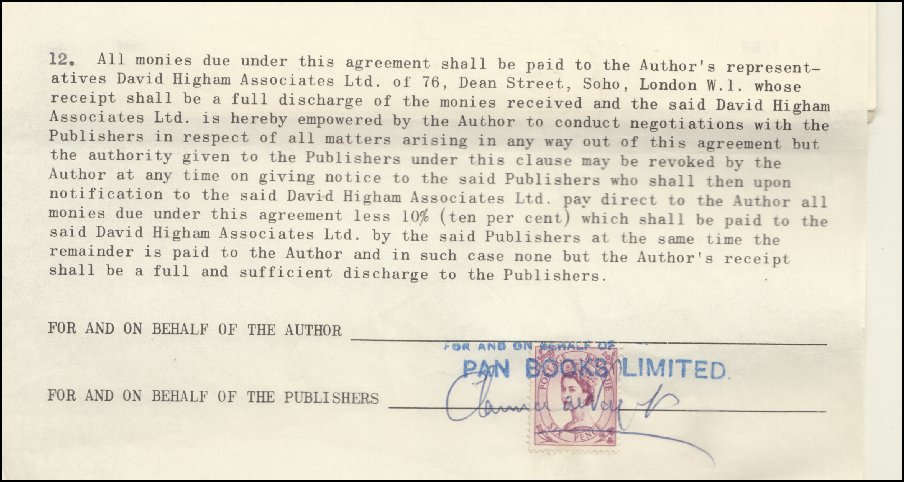 12. All monies due under this agreement shall be paid to the Author's represent-
atives David Higham Associates Ltd. of 76, Dean Street, Soho, London W.1. whose
receipt shall be a full discharge of the monies received and the said David Higham
Associates Ltd. is hereby empowered by the Author to conduct negotiations with the
Publishers in respect of all matters arising in any way out of this agreement but
the authority given to the Publishers under this clause may be revoked by the
Author at any time on giving notice to the said Publishers who shall then upon
notification to the said David Higham Associates Ltd. pay direct to the Author all
monies due under this agreement less 10% (ten per cent) which shall be paid to the
said David Higham Associates Ltd. by the said Publishers at the same time the
remainder is paid to the Author and in such case none but the Author's receipt
shall be a full and sufficient discharge to the Publishers.
FOR AND ON BEHALF OF THE AUTHOR
FOR AND ON BEHALF OF
PAN BOOKS LIMITED.
FOR AND ON BEHALF OF THE PUBLISHERS
SIX PENCE